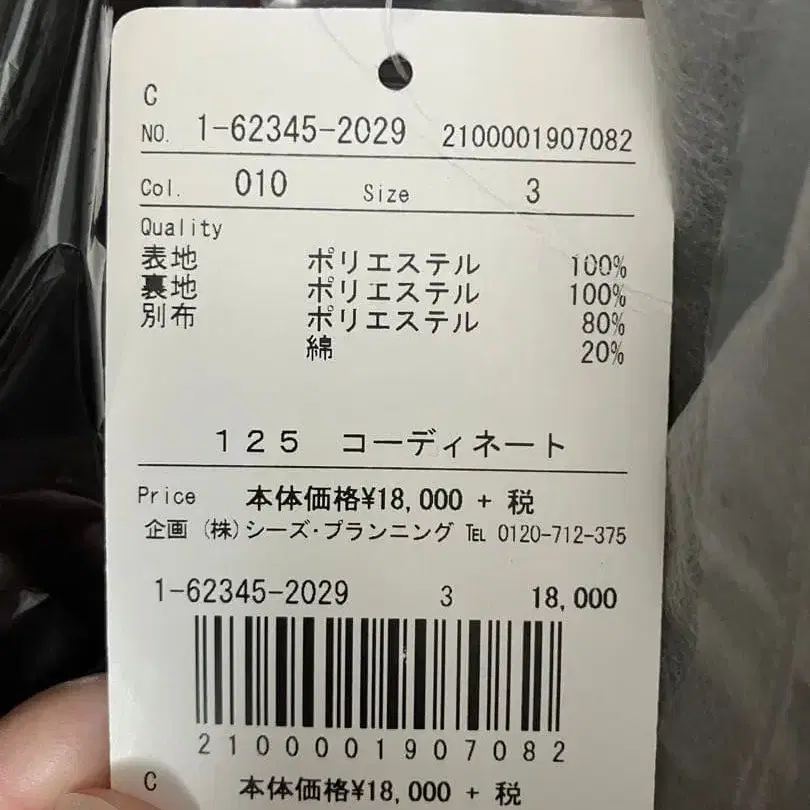 C
NO. 1-62345-2029 2100001907082
Col. 010 Size 3
Quality
表地 ポリエステル 100%
裏地 ポリエステル 100%
別布 ポリエステル 80%
綿 20%
125 コーディネート
Price 本体価格¥18,000 + 税
企画 (株)シーズ·プランニング TEL 0120-712-375
1-62345-2029 3 18,000
2100001907082
C 本体価格¥18,000 + 税